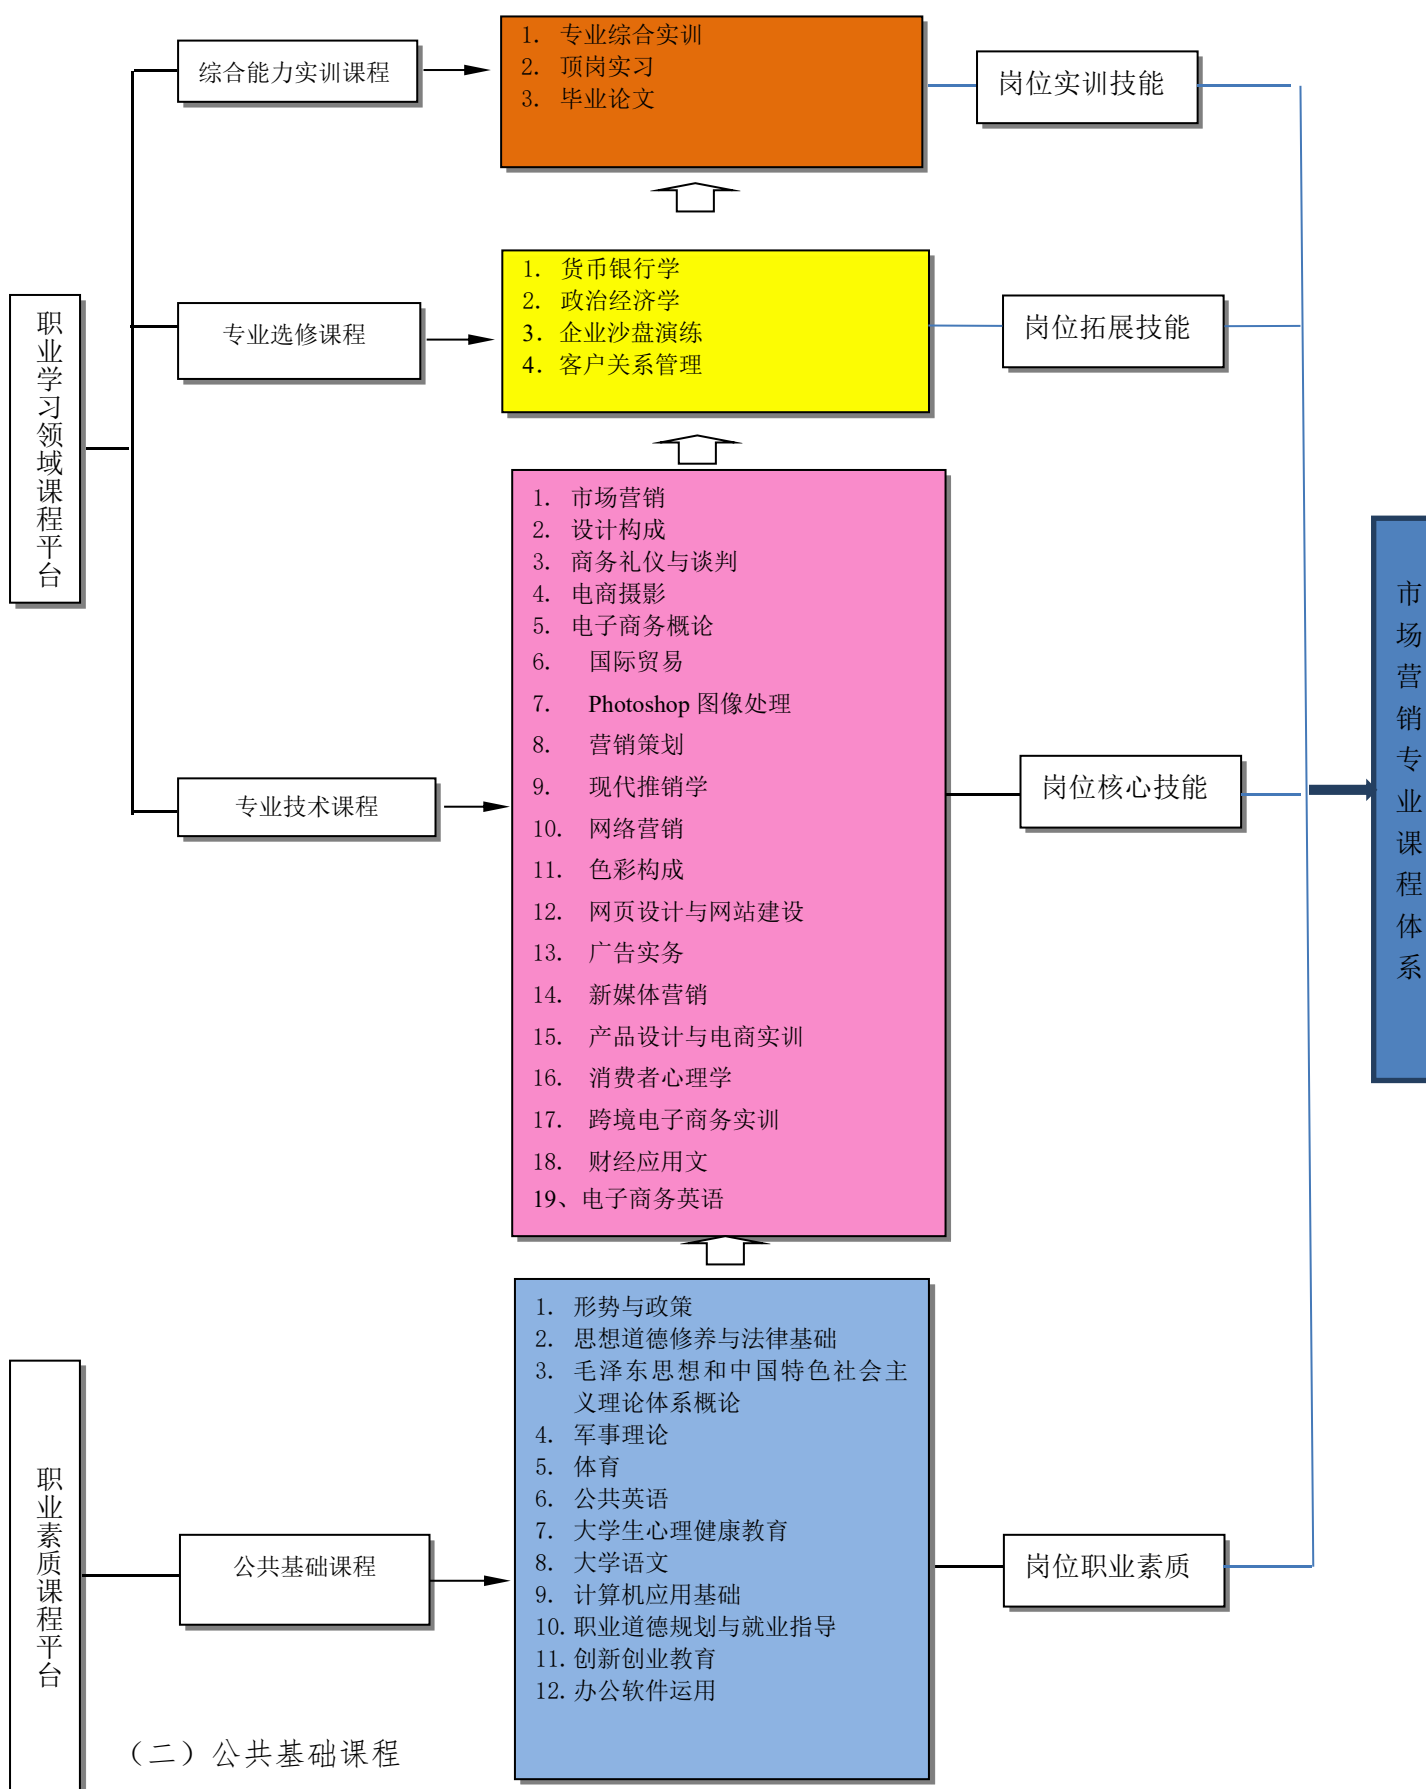 综合能力实训课程
1. 专业综合实训
2. 顶岗实习
3. 毕业论文
岗位实训技能
职业学习领域课程平台
专业选修课程
1. 货币银行学
2. 政治经济学
3. 企业沙盘演练
4. 客户关系管理
岗位拓展技能
专业技术课程
1. 市场营销
2. 设计构成
3. 商务礼仪与谈判
4. 电商摄影
5. 电子商务概论
6. 国际贸易
7. Photoshop 图像处理
8. 营销策划
9. 现代推销学
10. 网络营销
11. 色彩构成
12. 网页设计与网站建设
13. 广告实务
14. 新媒体营销
15. 产品设计与电商实训
16. 消费者心理学
17. 跨境电子商务实训
18. 财经应用文
19、电子商务英语
岗位核心技能
市场营销专业课程体系
职业素质课程平台
公共基础课程
1. 形势与政策
2. 思想道德修养与法律基础
3. 毛泽东思想和中国特色社会主
义理论体系概论
4. 军事理论
5. 体育
6. 公共英语
7. 大学生心理健康教育
8. 大学语文
9. 计算机应用基础
10. 职业道德规划与就业指导
11. 创新创业教育
12. 办公软件运用
岗位职业素质
（二）公共基础课程